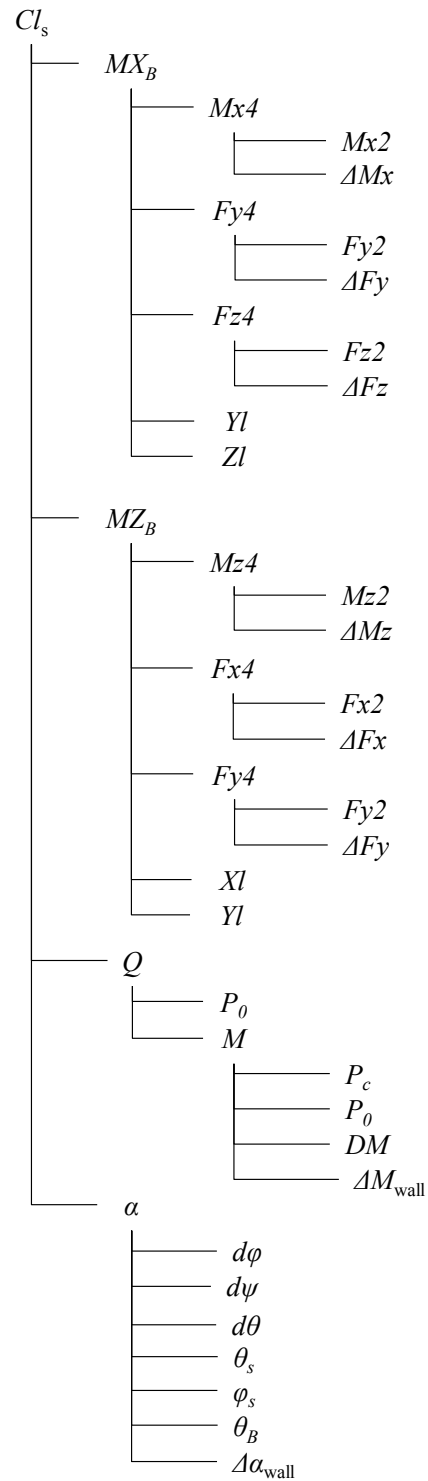 Cl_s
MX_B
Mx4
Mx2
ΔMx
Fy4
Fy2
ΔFy
Fz4
Fz2
ΔFz
Yl
Zl
MZ_B
Mz4
Mz2
ΔMz
Fx4
Fx2
ΔFx
Fy4
Fy2
ΔFy
Xl
Yl
Q
P_0
M
P_c
P_0
DM
ΔM_wall
α
dφ
dψ
dθ
θ_s
φ_s
θ_B
Δα_wall